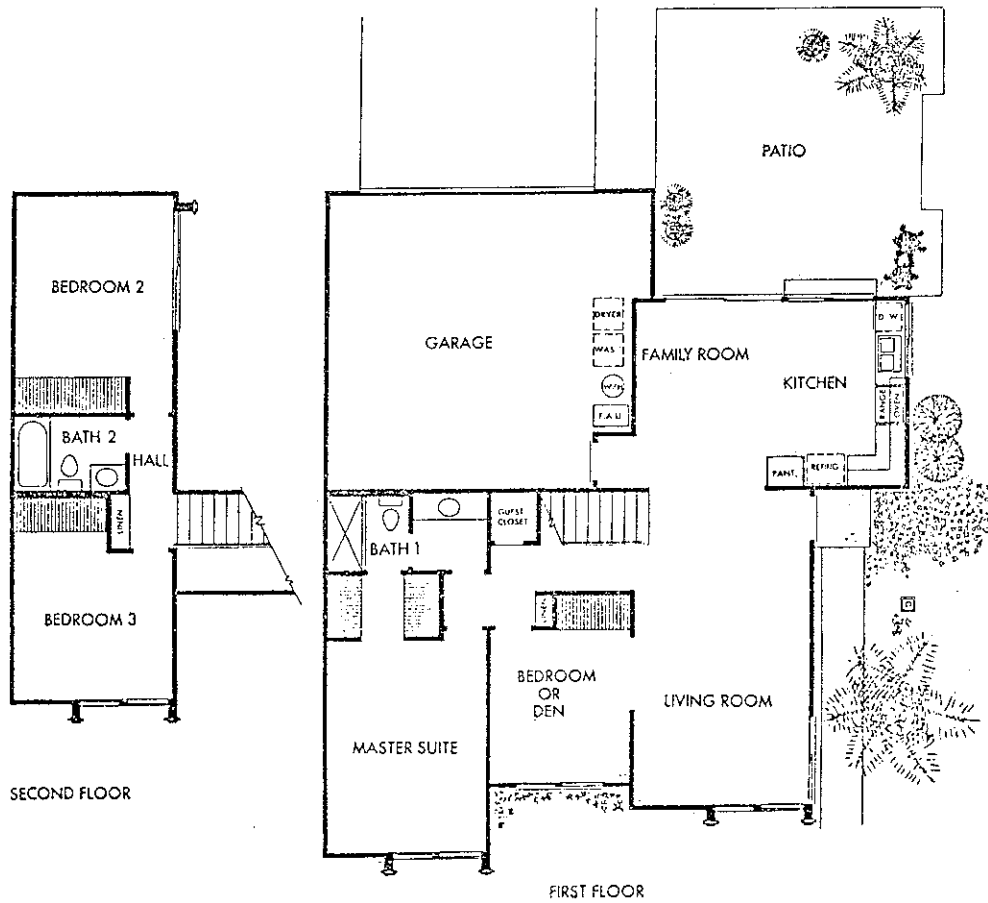 PATIO
BEDROOM 2
GARAGE
DRYER
WAS.
W/H
F.A.U
FAMILY ROOM
KITCHEN
D.W.
RANGE
OVEN
PANT.
REFRIG.
BATH 2
HALL
LINEN
BEDROOM 3
BATH 1
GUEST
CLOSET
LINEN
BEDROOM
OR
DEN
LIVING ROOM
MASTER SUITE
SECOND FLOOR
FIRST FLOOR